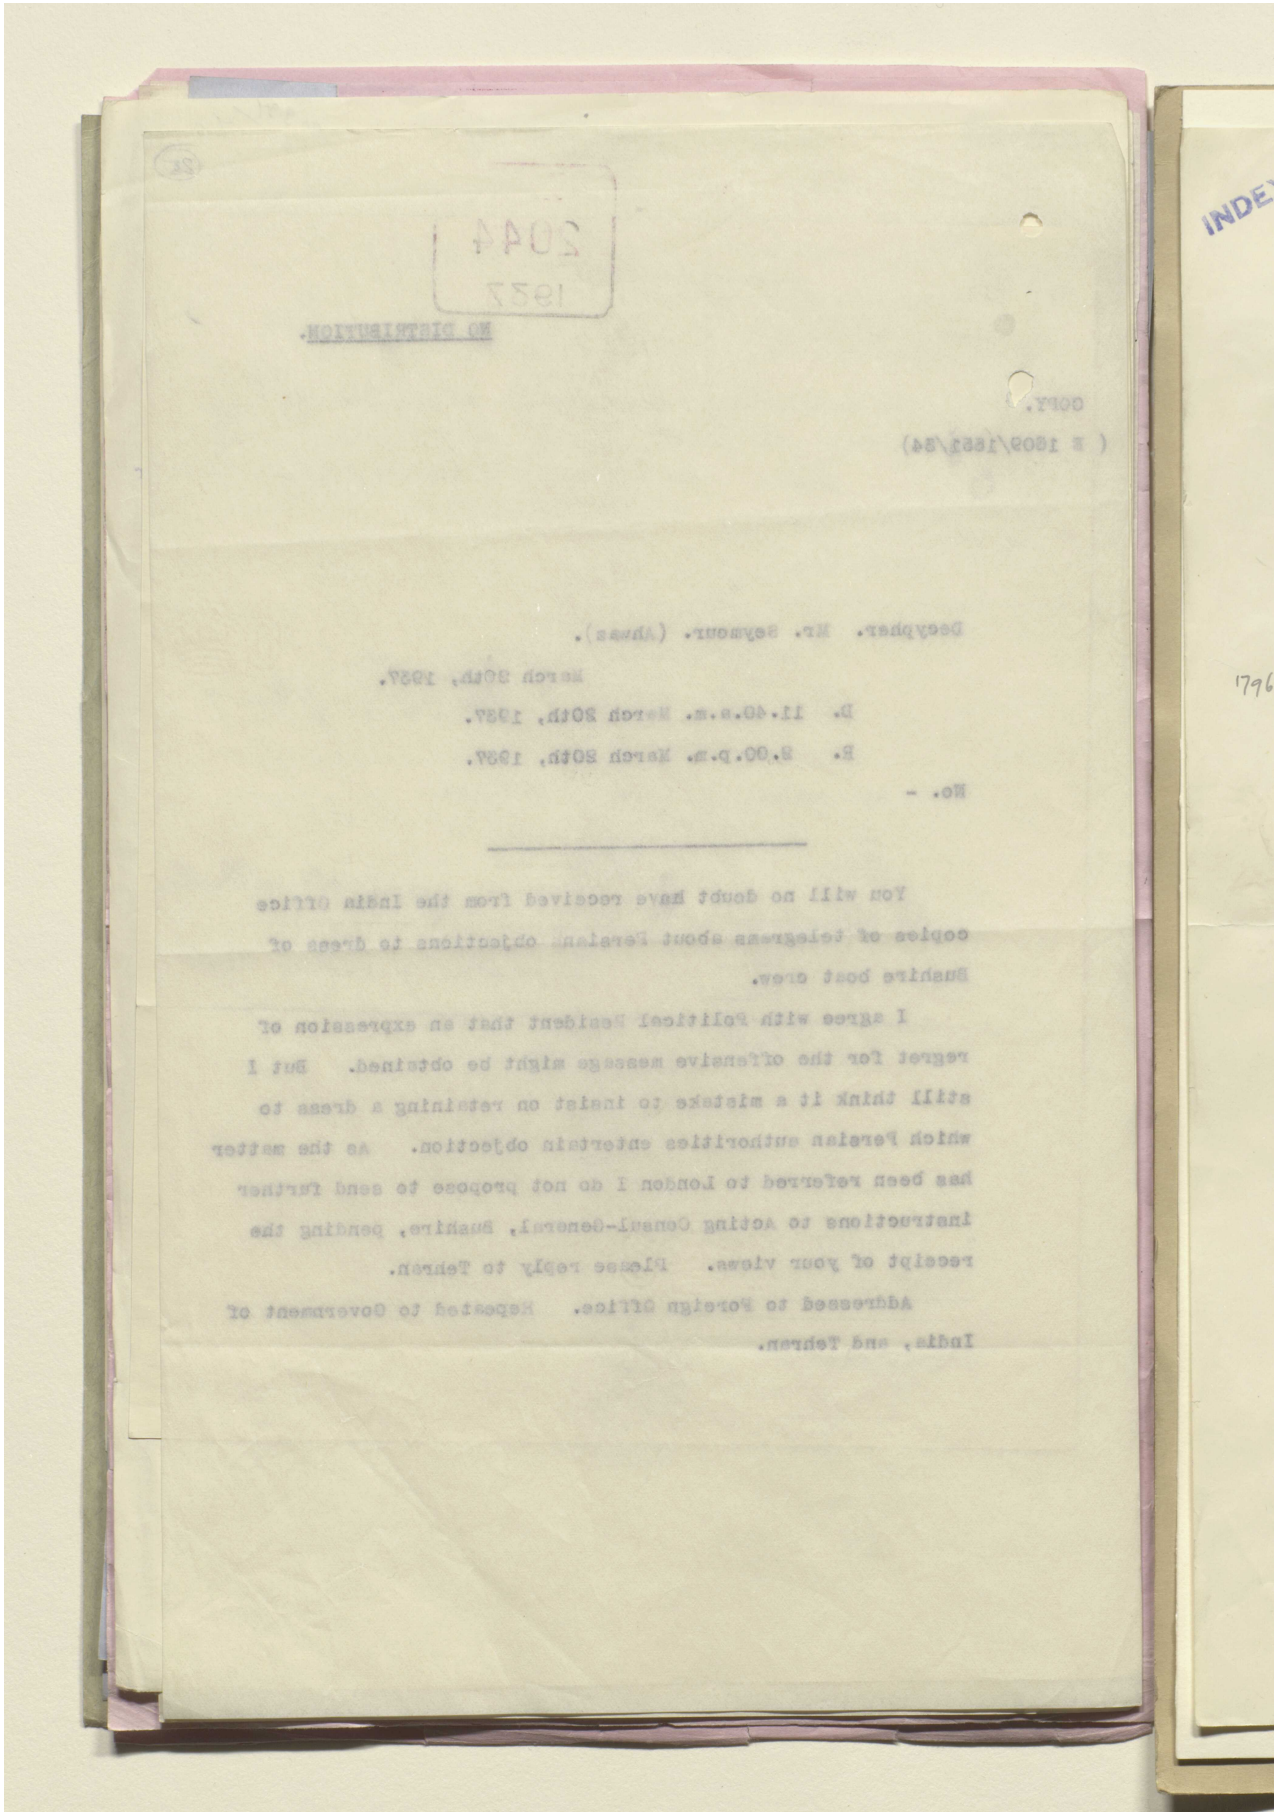 2044
1937
NO DISTRIBUTION.
COPY.
( E 1609/1651/34)
Decypher. Mr. Seymour. (Ahwaz).
March 20th, 1937.
D. 11.40.a.m. March 20th, 1937.
R. 2.00.p.m. March 20th, 1937.
No. -
You will no doubt have received from the India Office
copies of telegrams about Persian objections to dress of
Bushire boat crew.
I agree with Political Resident that an expression of
regret for the offensive message might be obtained. But I
still think it a mistake to insist on retaining a dress to
which Persian authorities entertain objection. As the matter
has been referred to London I do not propose to send further
instructions to Acting Consul-General, Bushire, pending the
receipt of your views. Please reply to Tehran.
Addressed to Foreign Office. Repeated to Government of
India, and Tehran.
INDEX
1796